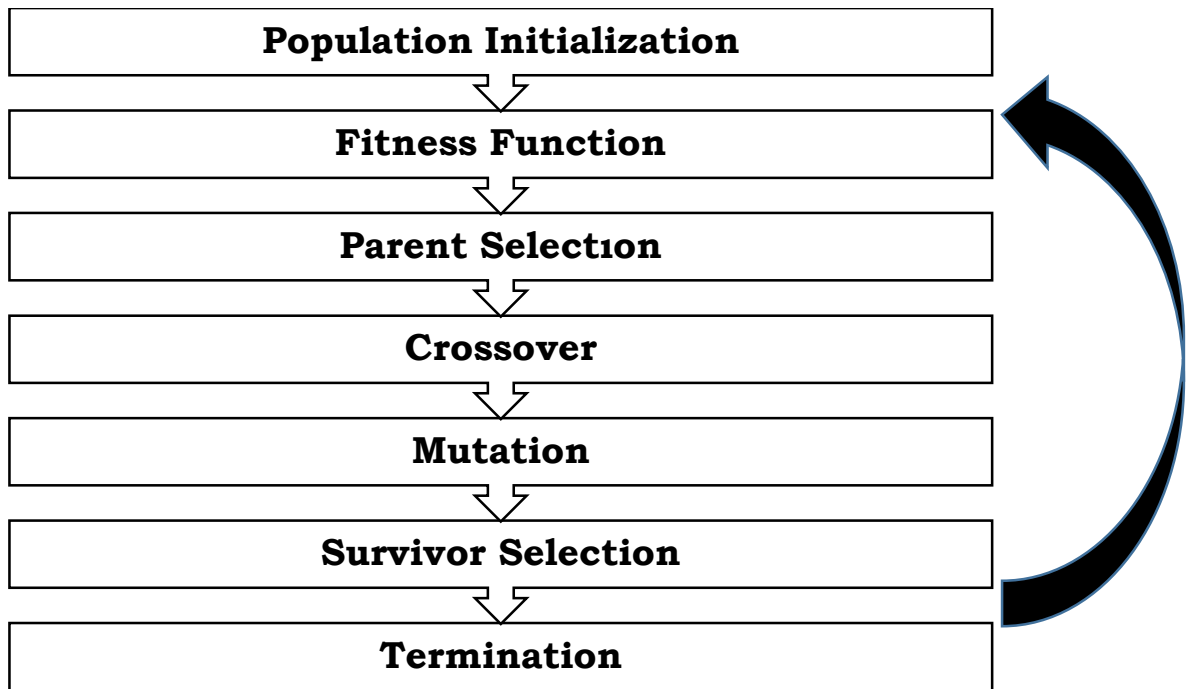 Population Initialization
Fitness Function
Parent Selectıon
Crossover
Mutation
Survivor Selection
Termination